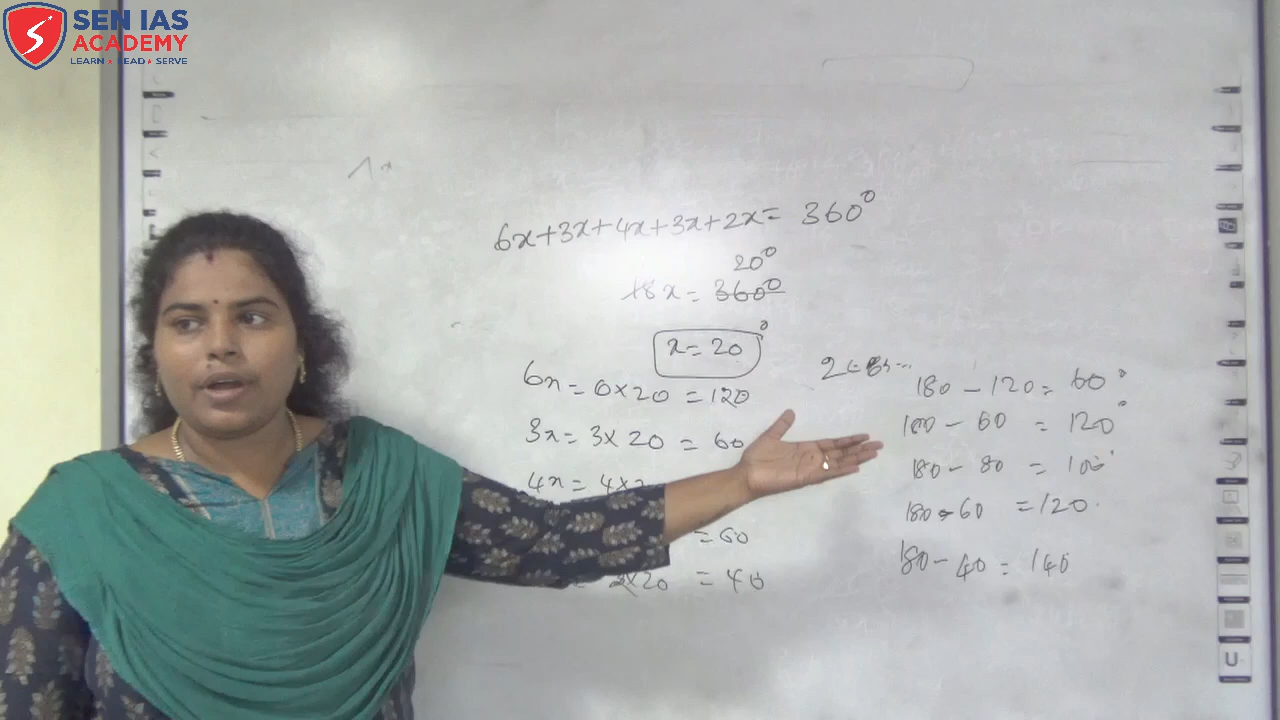 SEN IAS
ACADEMY
LEARN ★ LEAD ★ SERVE
6x+3x+4x+3x+2x= 360°
20°
18x = 360°
x= 20°
6x = 6×20 = 120
3x = 3× 20 = 60
4x = 4×2
= 60
= 2×20 = 40
180 - 120 = 60°
180 - 60 = 120°
180 - 80 = 100°
180 - 60 = 120.
180 - 40 = 140
U